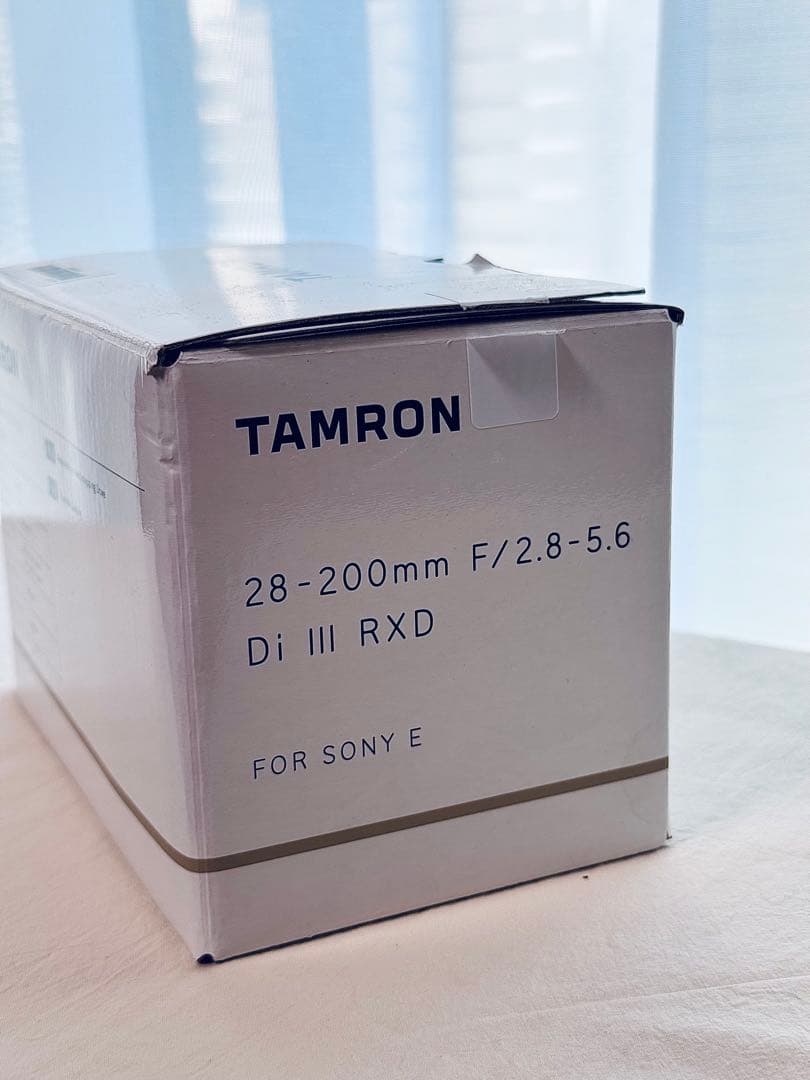 TAMRON
28-200mm F/2.8-5.6
Di III RXD
FOR SONY E